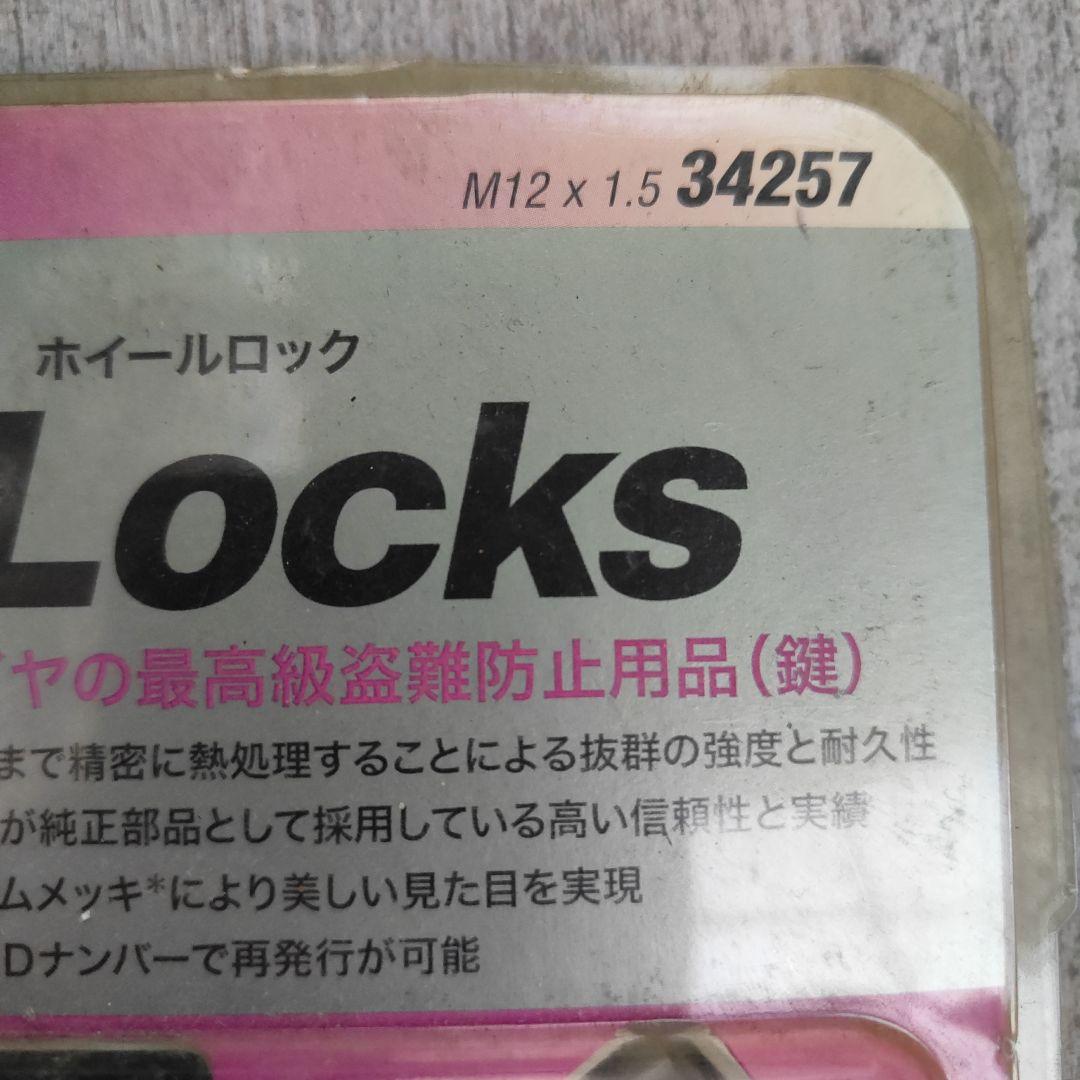 M12 x 1.5 34257
ホイールロック
Locks
ヤの最高級盗難防止用品(鍵)
まで精密に熱処理することによる抜群の強度と耐久性
が純正部品として採用している高い信頼性と実績
ムメッキ*により美しい見た目を実現
Dナンバーで再発行が可能